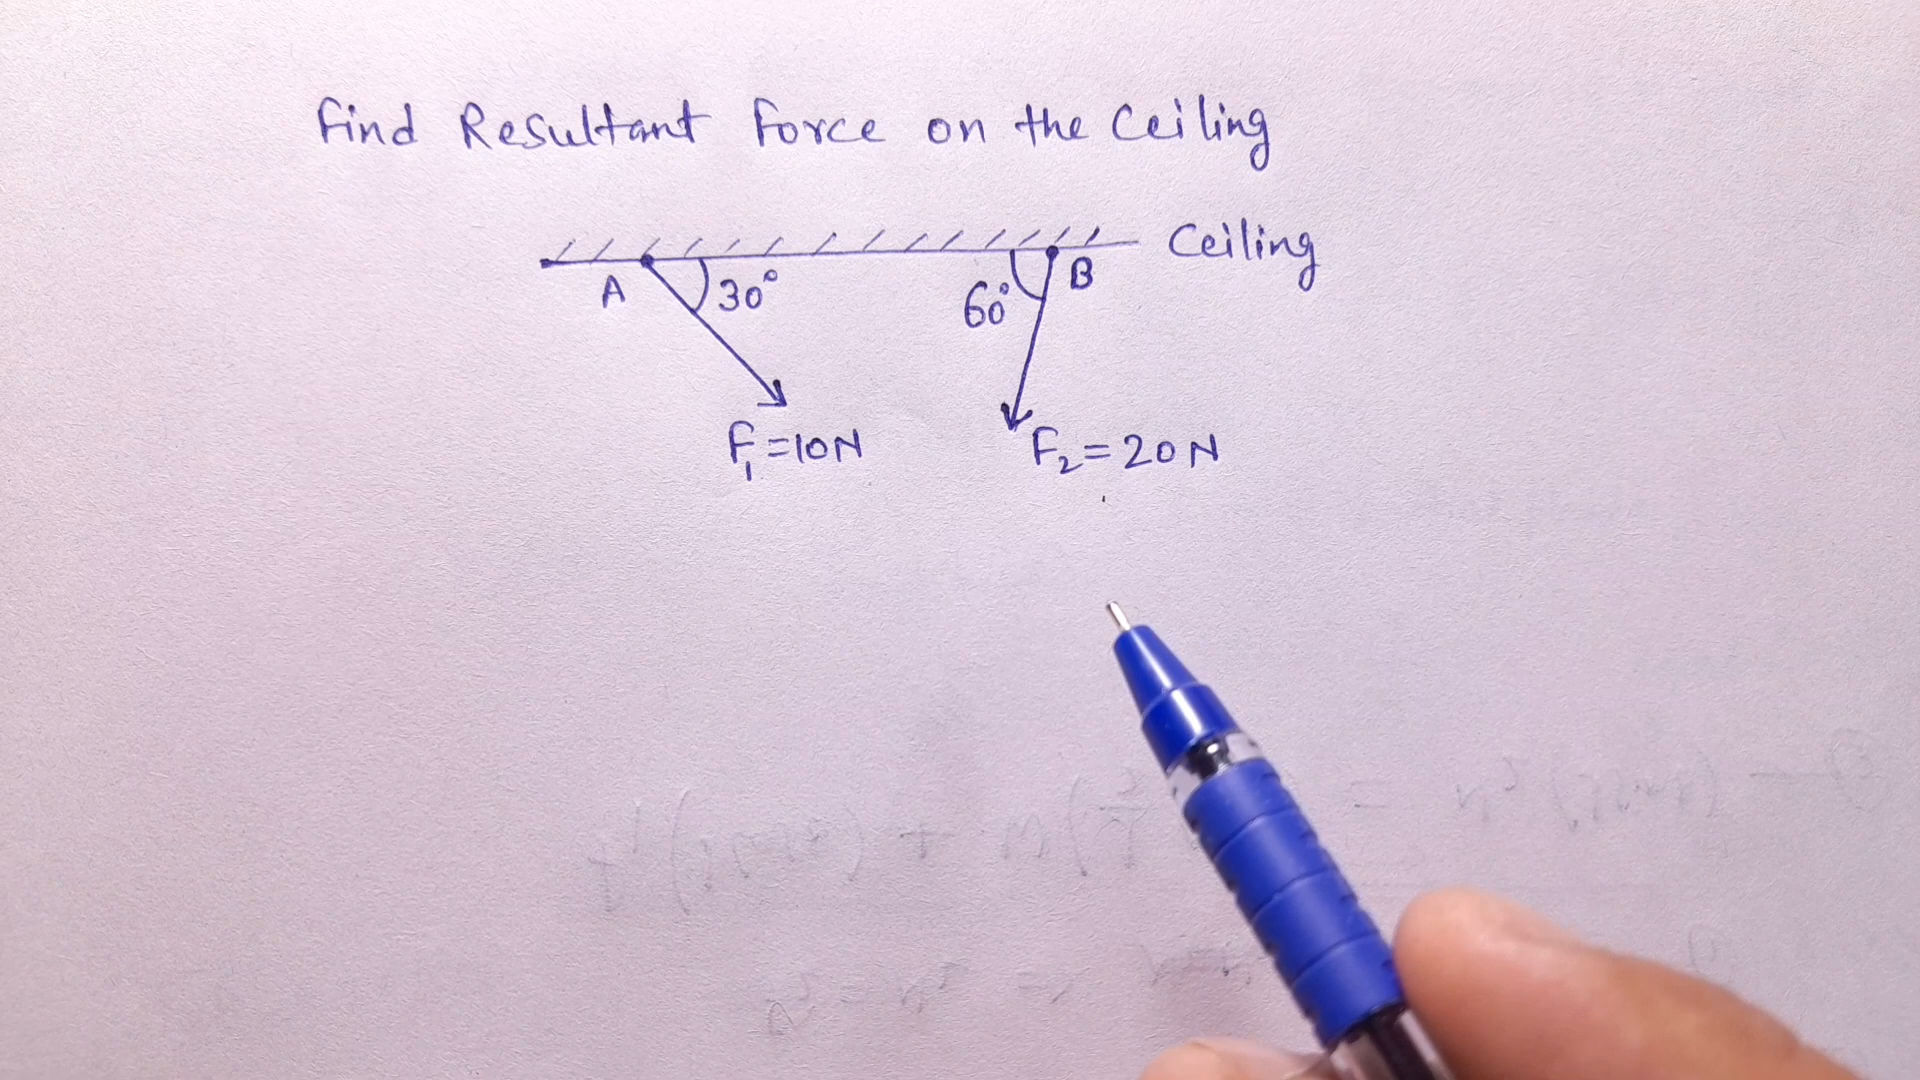 Find Resultant Force on the Ceiling
Ceiling
A 30° 60° B
F₁=10N F₂=20N